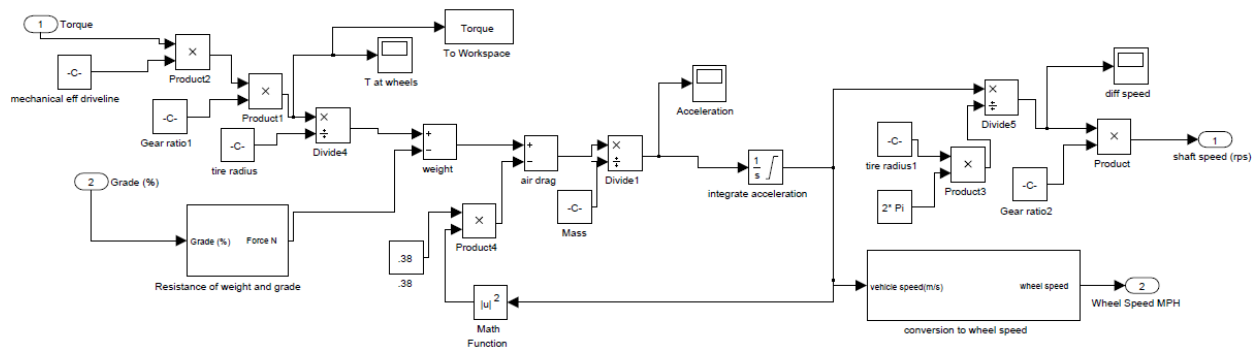 1
Torque
×
Product2
-C-
mechanical eff driveline
-C-
Gear ratio1
×
Product1
Torque
To Workspace
T at wheels
-C-
tire radius
×
÷
Divide4
+
−
weight
2
Grade (%)
Grade (%)
Force N
Resistance of weight and grade
+
−
air drag
.38
.38
×
Product4
-C-
Mass
×
÷
Divide1
Acceleration
1
s
integrate acceleration
|u| 2
Math
Function
×
÷
Divide5
-C-
tire radius1
2* Pi
×
Product3
diff speed
-C-
Gear ratio2
×
Product
1
shaft speed (rps)
vehicle speed(m/s)
wheel speed
conversion to wheel speed
2
Wheel Speed MPH